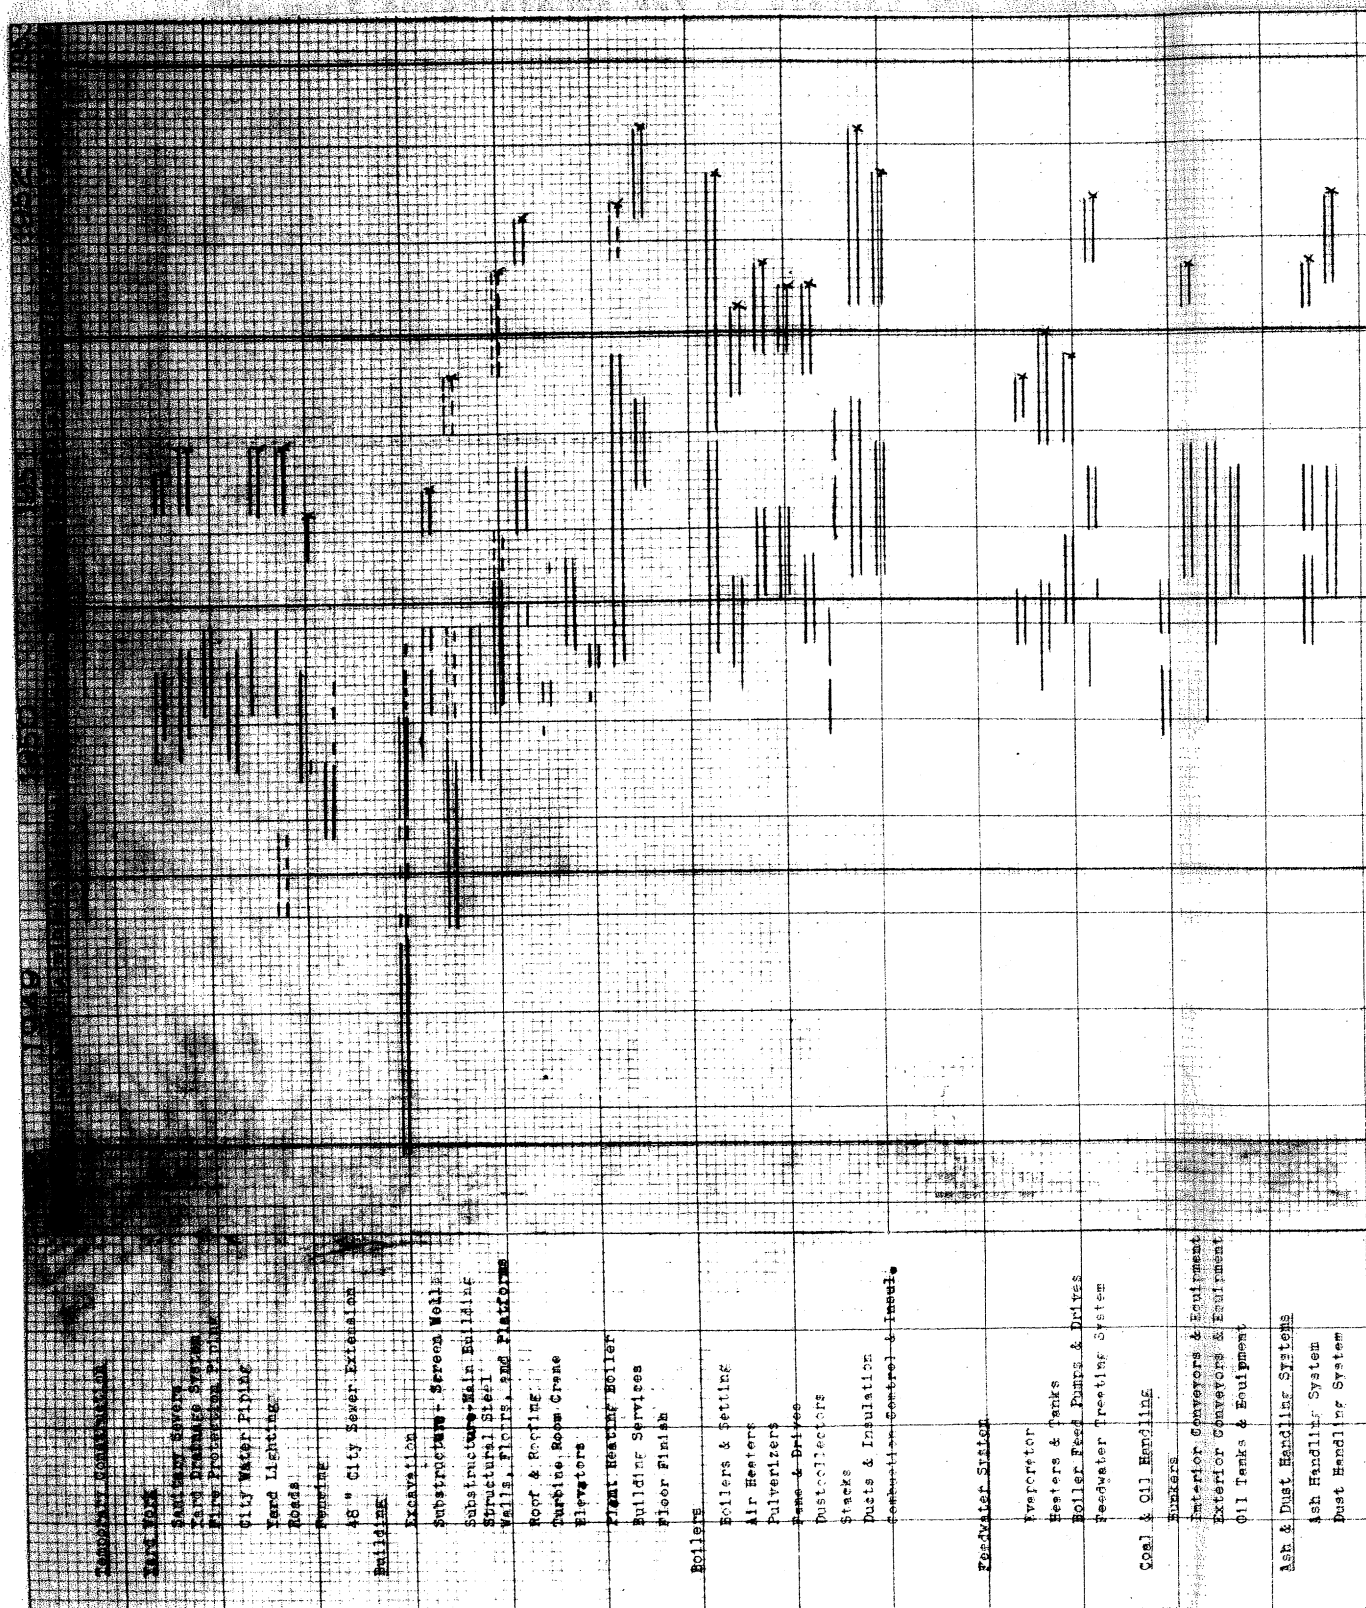 1949
1950
1951
1952
Temporary Construction
Yard Work
Sanitary Sewers
Yard Drainage System
Fire Protection Piping
City Water Piping
Yard Lighting
Roads
Fencing
48 " City Sewer Extension
Building
Excavation
Substructure - Screen Well
Substructure-Main Building
Structural Steel
Walls, Floors, and Platforms
Roof & Roofing
Turbine Room Crane
Elevators
Plant Heating Boiler
Building Services
Floor Finish
Boilers
Boilers & Setting
Air Heaters
Pulverizers
Fans & Drives
Dustcollectors
Stacks
Ducts & Insulation
Combustion Control & Insul.
Feedwater System
Evaporator
Heaters & Tanks
Boiler Feed Pumps & Drives
Feedwater Treating System
Coal & Oil Handling
Bunkers
Interior Conveyors & Equipment
Exterior Conveyors & Equipment
Oil Tanks & Equipment
Ash & Dust Handling Systems
Ash Handling System
Dust Handling System